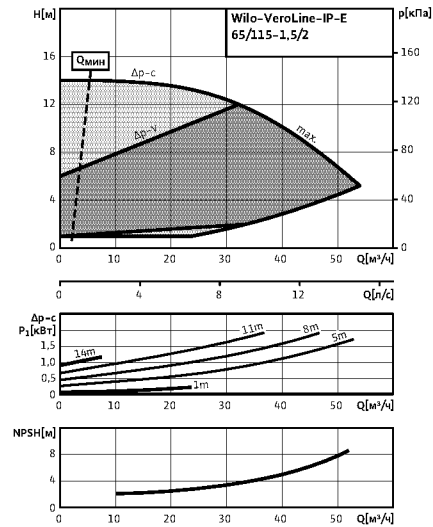 H[м]
Wilo-VeroLine-IP-E
65/115-1,5/2
p[кПа]
Qмин
Δp-c
Δp-v
max.
16
12
8
4
0
160
120
80
40
0
0 10 20 30 40 50 Q[м³/ч]
0 4 8 12 Q[л/с]
Δp-c
P₁[кВт]
1,5
1,0
0,5
0
14m
11m
8m
5m
1m
0 10 20 30 40 50 Q[м³/ч]
NPSH[м]
10
5
0
0 10 20 30 40 50 Q[м³/ч]